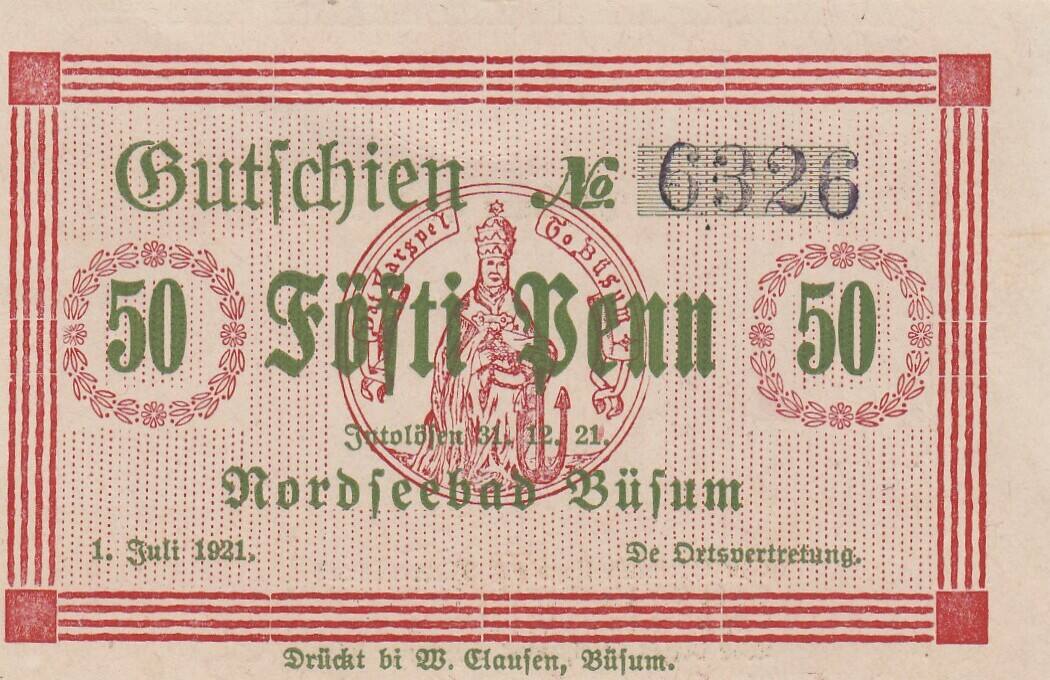 Gutschien No. 6326
Karspel To Büsum
50 Fösti Penn 50
Intolösen 31. 12. 21.
Nordseebad Büsum
1. Juli 1921. De Ortsvertretung.
Drückt bi W. Clausen, Büsum.